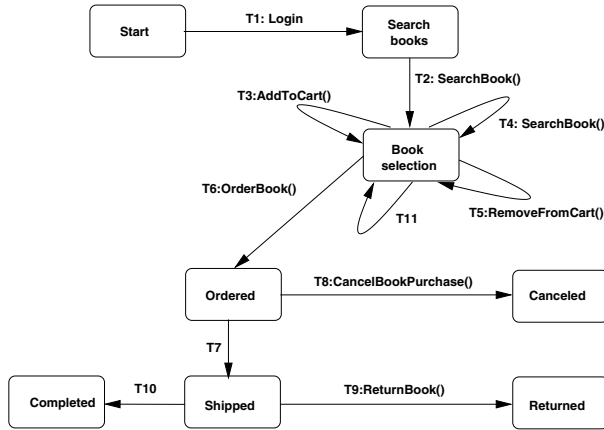 T1: Login
Start
Search
books
T2: SearchBook()
T3:AddToCart()
T4: SearchBook()
Book
selection
T6:OrderBook()
T5:RemoveFromCart()
T11
T8:CancelBookPurchase()
Ordered
Canceled
T7
T10
T9:ReturnBook()
Completed
Shipped
Returned